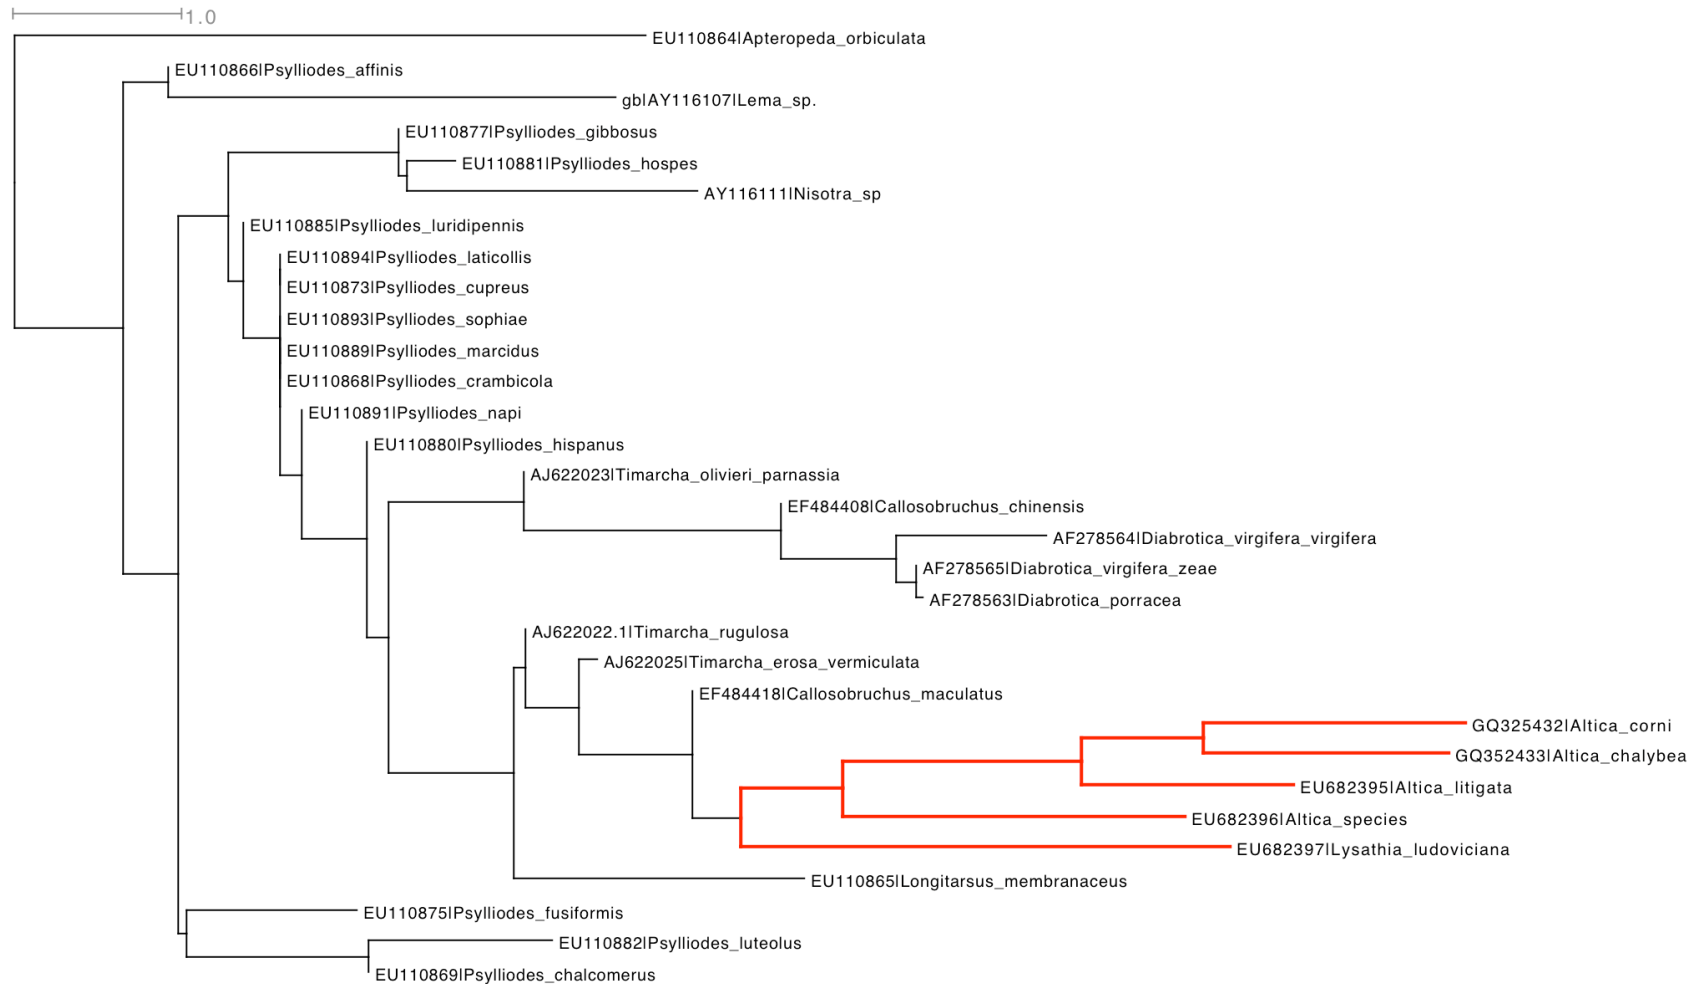 1.0
EU110864|Apteropeda_orbiculata
EU110866|Psylliodes_affinis
gb|AY116107|Lema_sp.
EU110877|Psylliodes_gibbosus
EU110881|Psylliodes_hospes
AY116111|Nisotra_sp
EU110885|Psylliodes_luridipennis
EU110894|Psylliodes_laticollis
EU110873|Psylliodes_cupreus
EU110893|Psylliodes_sophiae
EU110889|Psylliodes_marcidus
EU110868|Psylliodes_crambicola
EU110891|Psylliodes_napi
EU110880|Psylliodes_hispanus
AJ622023|Timarcha_olivieri_parnassia
EF484408|Callosobruchus_chinensis
AF278564|Diabrotica_virgifera_virgifera
AF278565|Diabrotica_virgifera_zeae
AF278563|Diabrotica_porracea
AJ622022.1|Timarcha_rugulosa
AJ622025|Timarcha_erosa_vermiculata
EF484418|Callosobruchus_maculatus
GQ325432|Altica_corni
GQ352433|Altica_chalybea
EU682395|Altica_litigata
EU682396|Altica_species
EU682397|Lysathia_ludoviciana
EU110865|Longitarsus_membranaceus
EU110875|Psylliodes_fusiformis
EU110882|Psylliodes_luteolus
EU110869|Psylliodes_chalcomerus